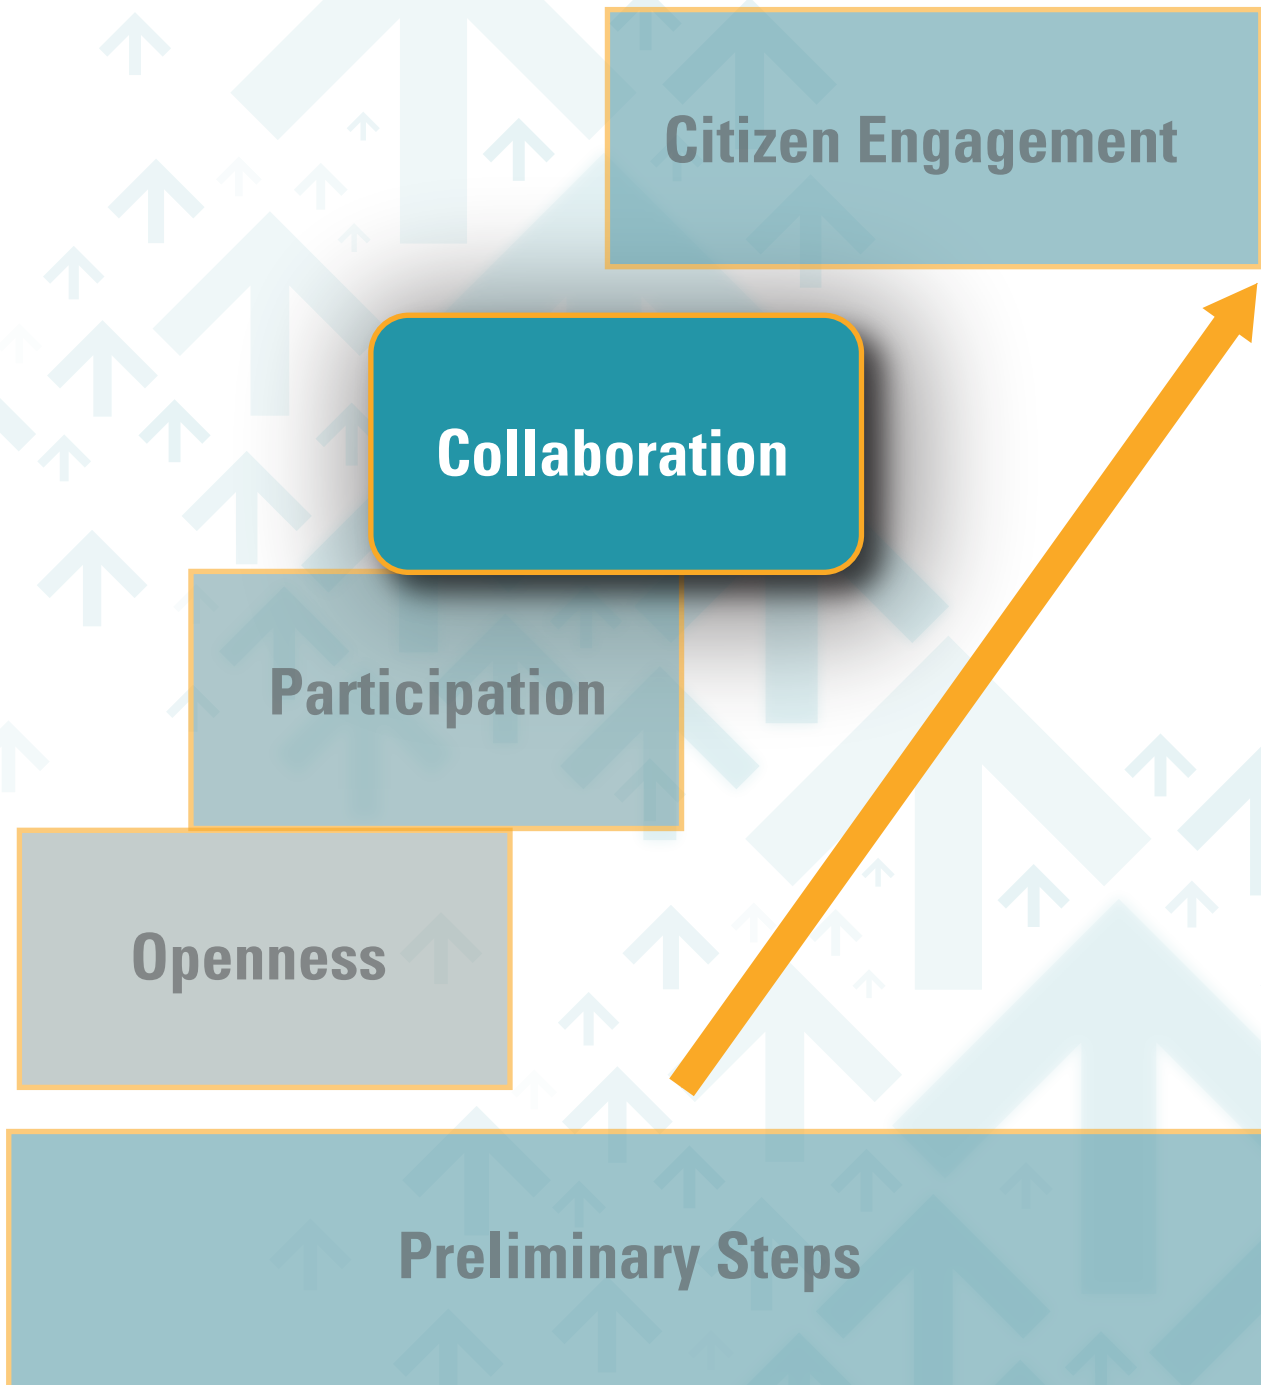 Citizen Engagement
Collaboration
Participation
Openness
Preliminary Steps